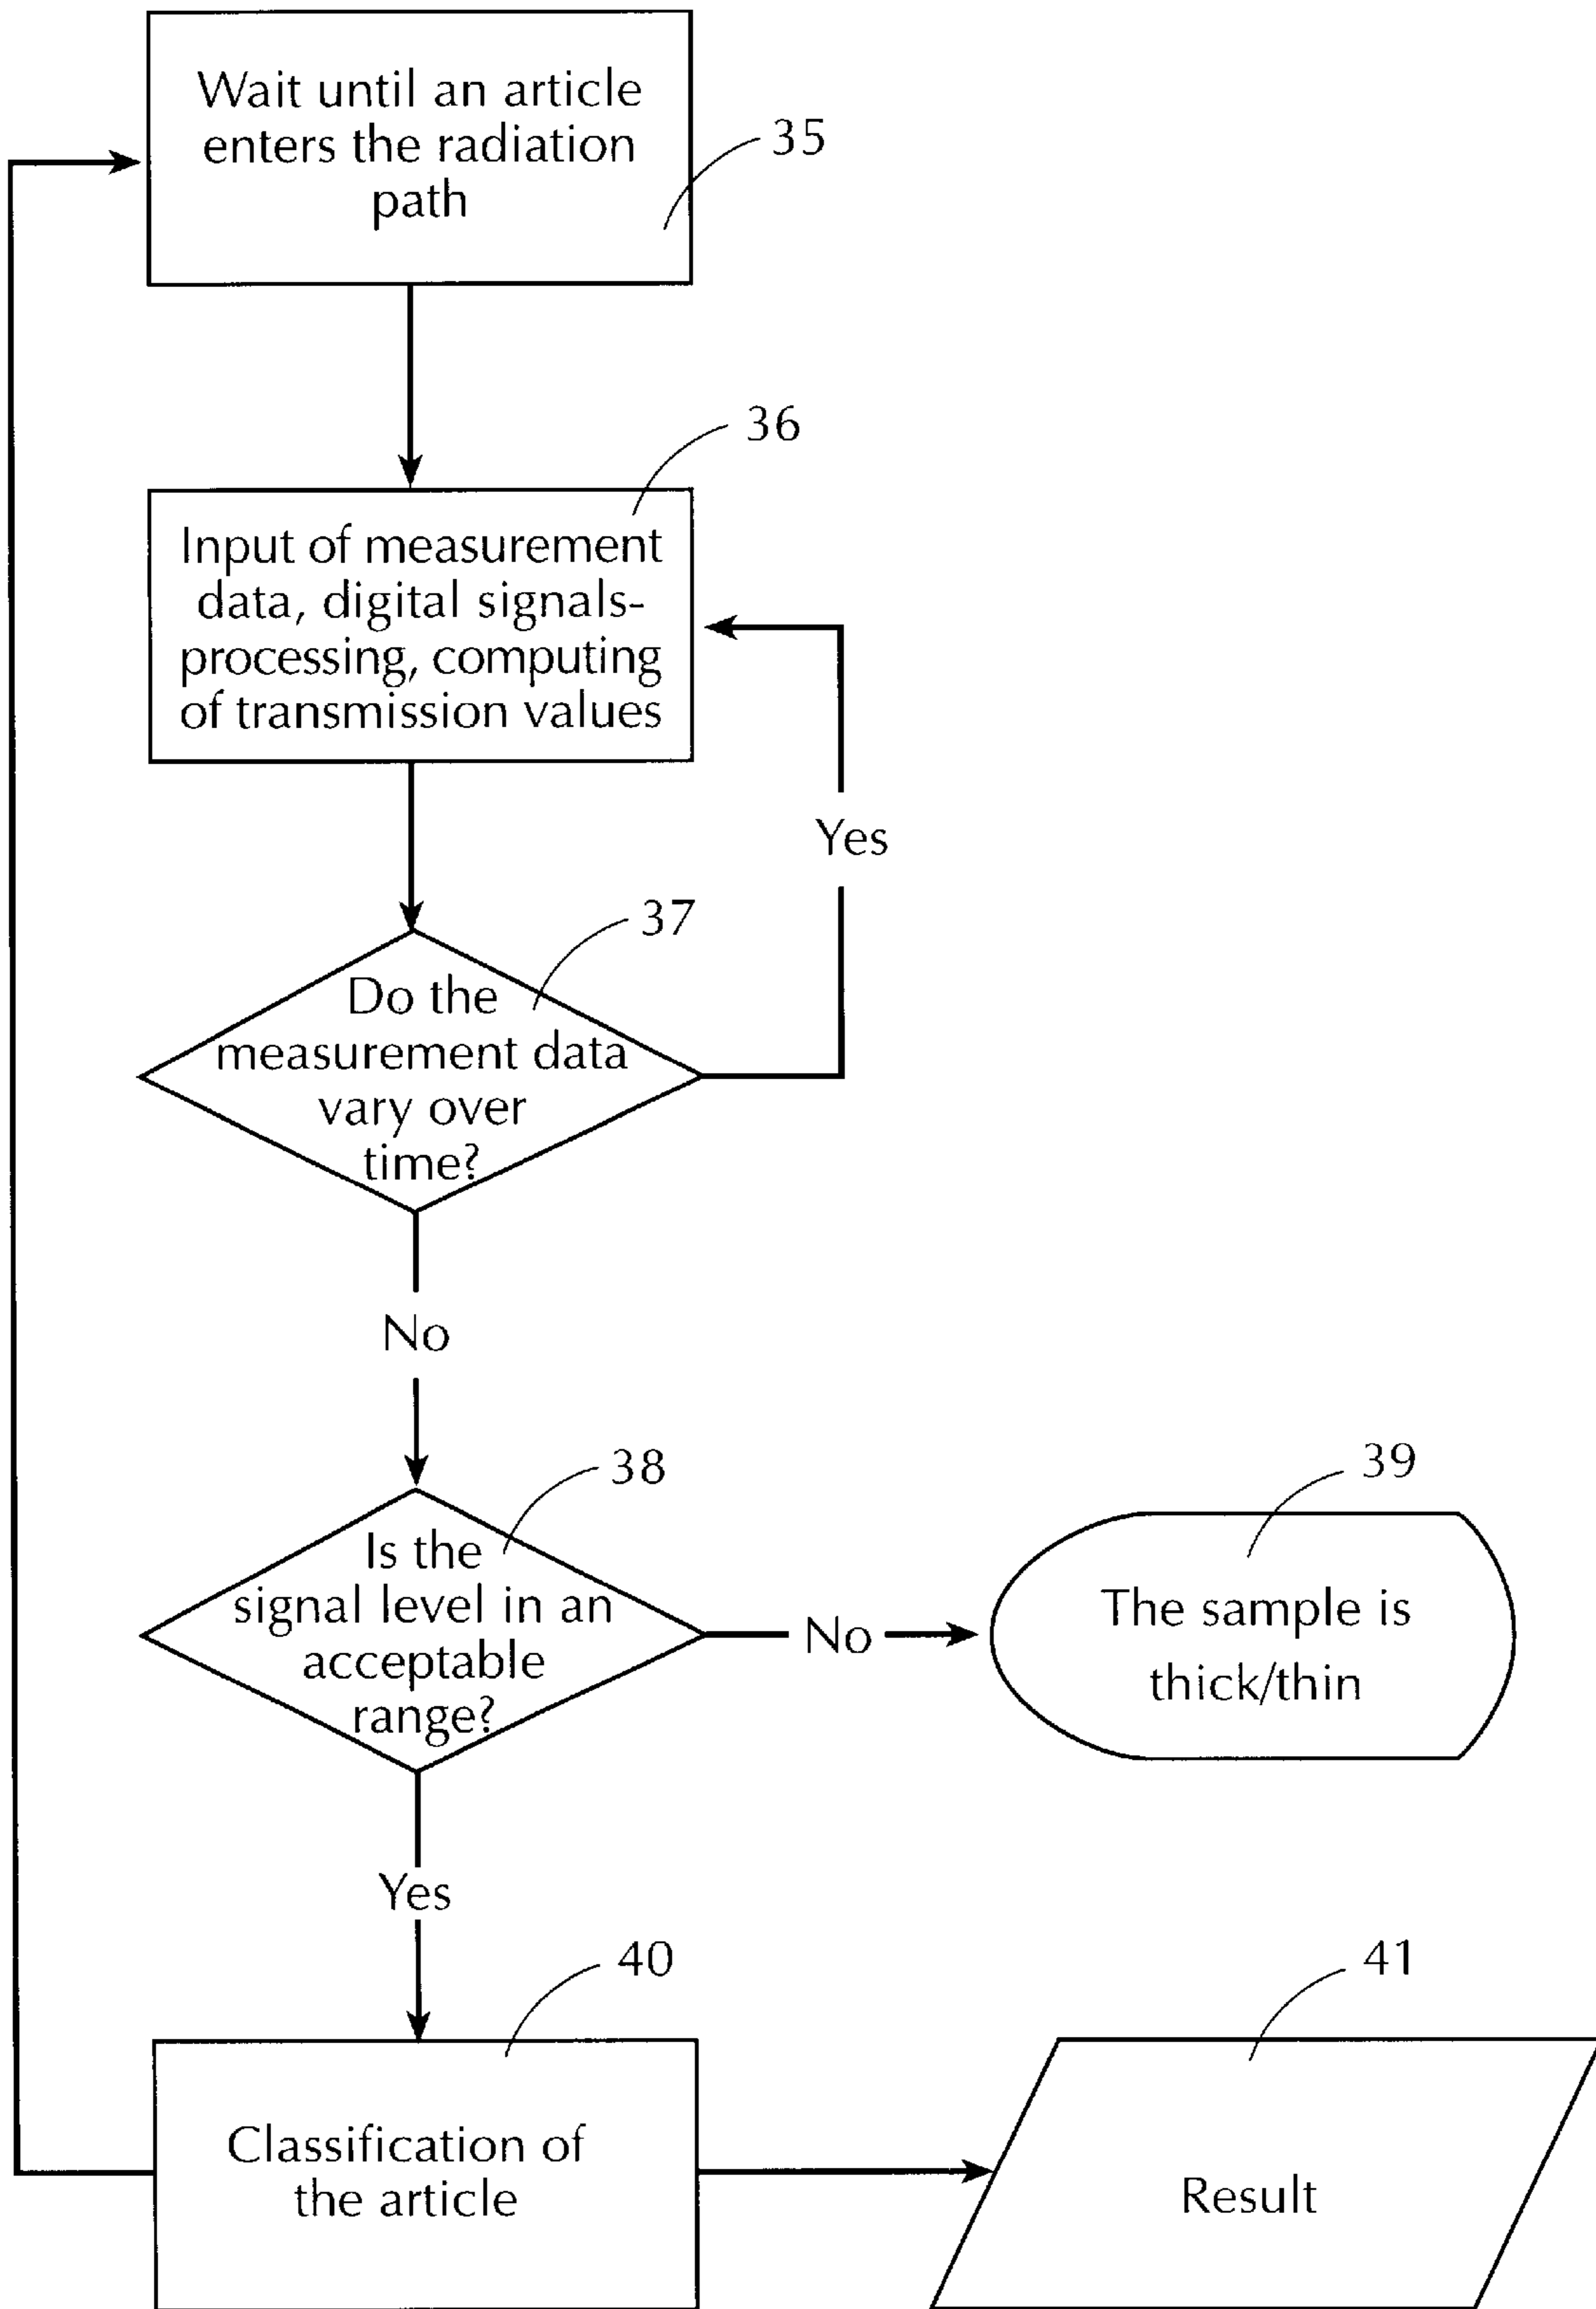 Wait until an article
enters the radiation
path
35
36
Input of measurement
data, digital signals-
processing, computing
of transmission values
Yes
37
Do the
measurement data
vary over
time?
No
38
Is the
signal level in an
acceptable
range?
No
39
The sample is
thick/thin
Yes
40
Classification of
the article
41
Result